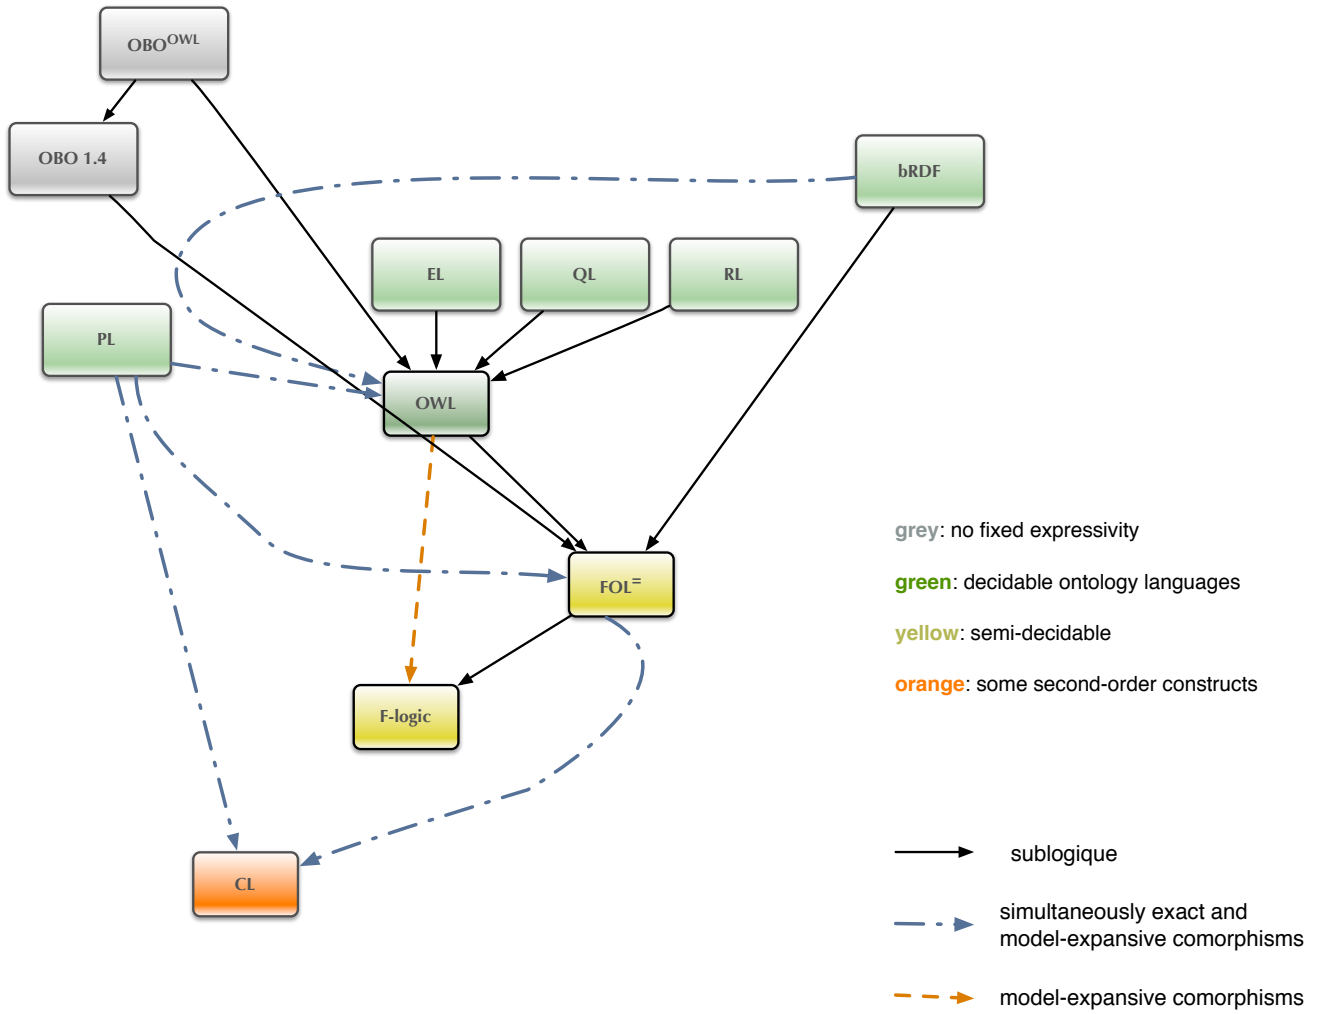 OBO^OWL
OBO 1.4
bRDF
EL
QL
RL
PL
OWL
FOL^=
F-logic
CL
grey: no fixed expressivity
green: decidable ontology languages
yellow: semi-decidable
orange: some second-order constructs
sublogique
simultaneously exact and
model-expansive comorphisms
model-expansive comorphisms